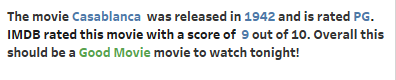 The movie Casablanca was released in 1942 and is rated PG.
IMDB rated this movie with a score of 9 out of 10. Overall this
should be a Good Movie movie to watch tonight!